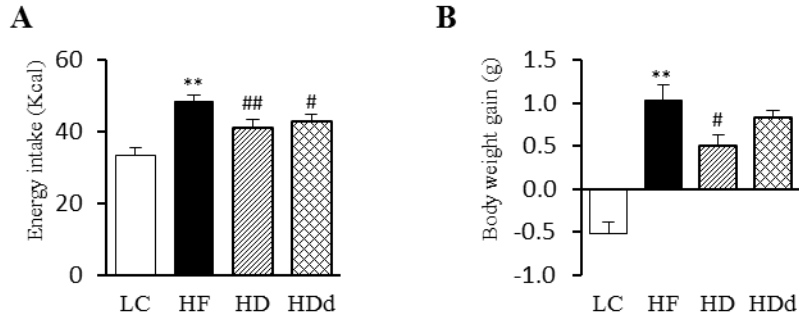 A
Energy intake (Kcal)
60
40
20
0
**
##
#
LC HF HD HDd
B
Body weight gain (g)
1.5
1.0
0.5
0.0
-0.5
-1.0
**
#
LC HF HD HDd